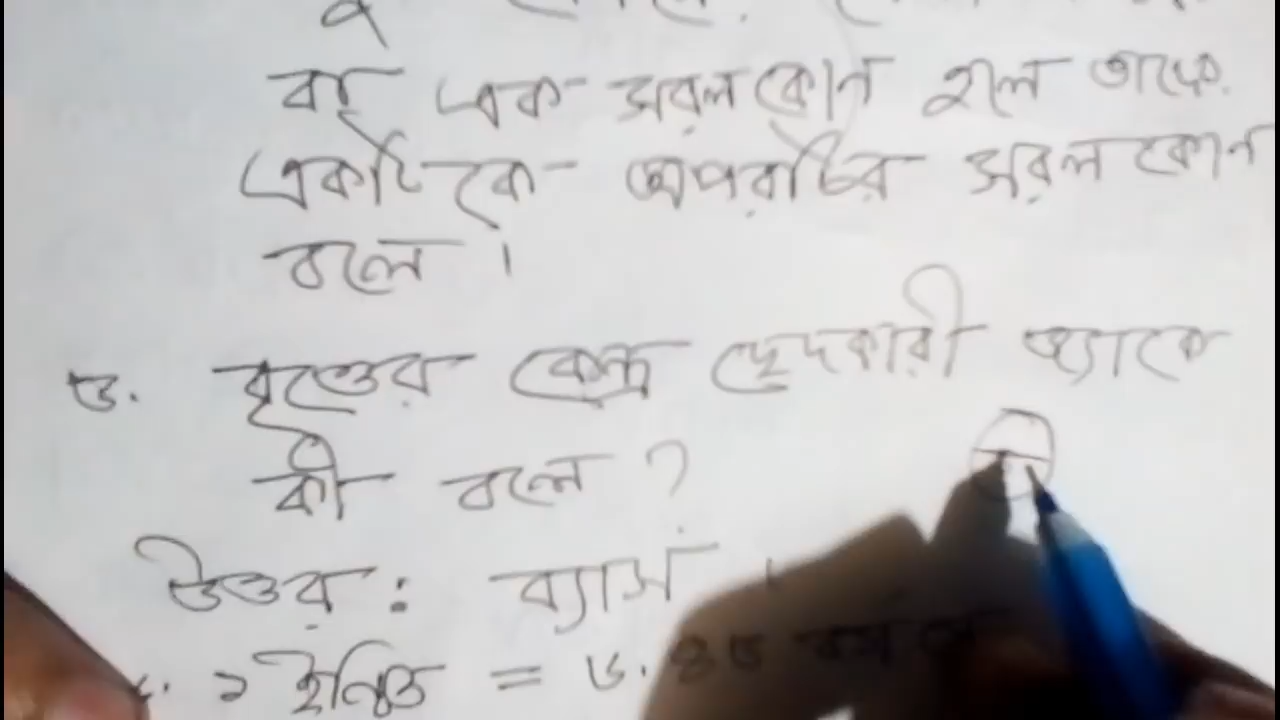 বা এক সরলকোন হলে তাকে
একটিকে অপরটির সরলকোন
বলে।
৩. বৃত্তের কেন্দ্র ছেদকারী জ্যাকে
কী বলে?
উত্তর: ব্যাস
১ ইঞ্চি =